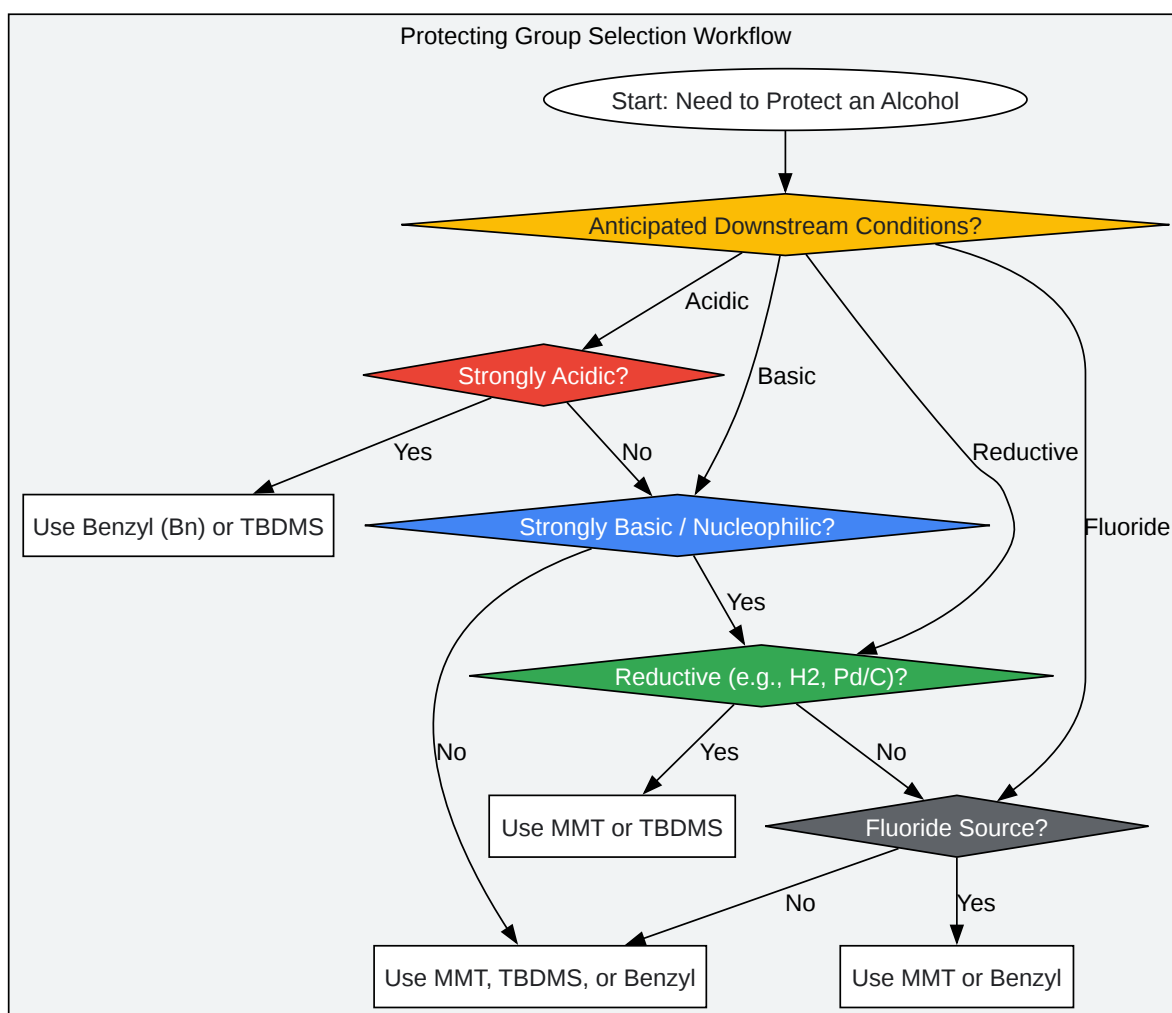 Protecting Group Selection Workflow
Start: Need to Protect an Alcohol
Anticipated Downstream Conditions?
Acidic
Strongly Acidic?
Basic
Yes
No
Reductive
Use Benzyl (Bn) or TBDMS
Strongly Basic / Nucleophilic?
Fluoride
Yes
Reductive (e.g., H2, Pd/C)?
No
Yes
No
Use MMT or TBDMS
Fluoride Source?
No
Yes
Use MMT, TBDMS, or Benzyl
Use MMT or Benzyl